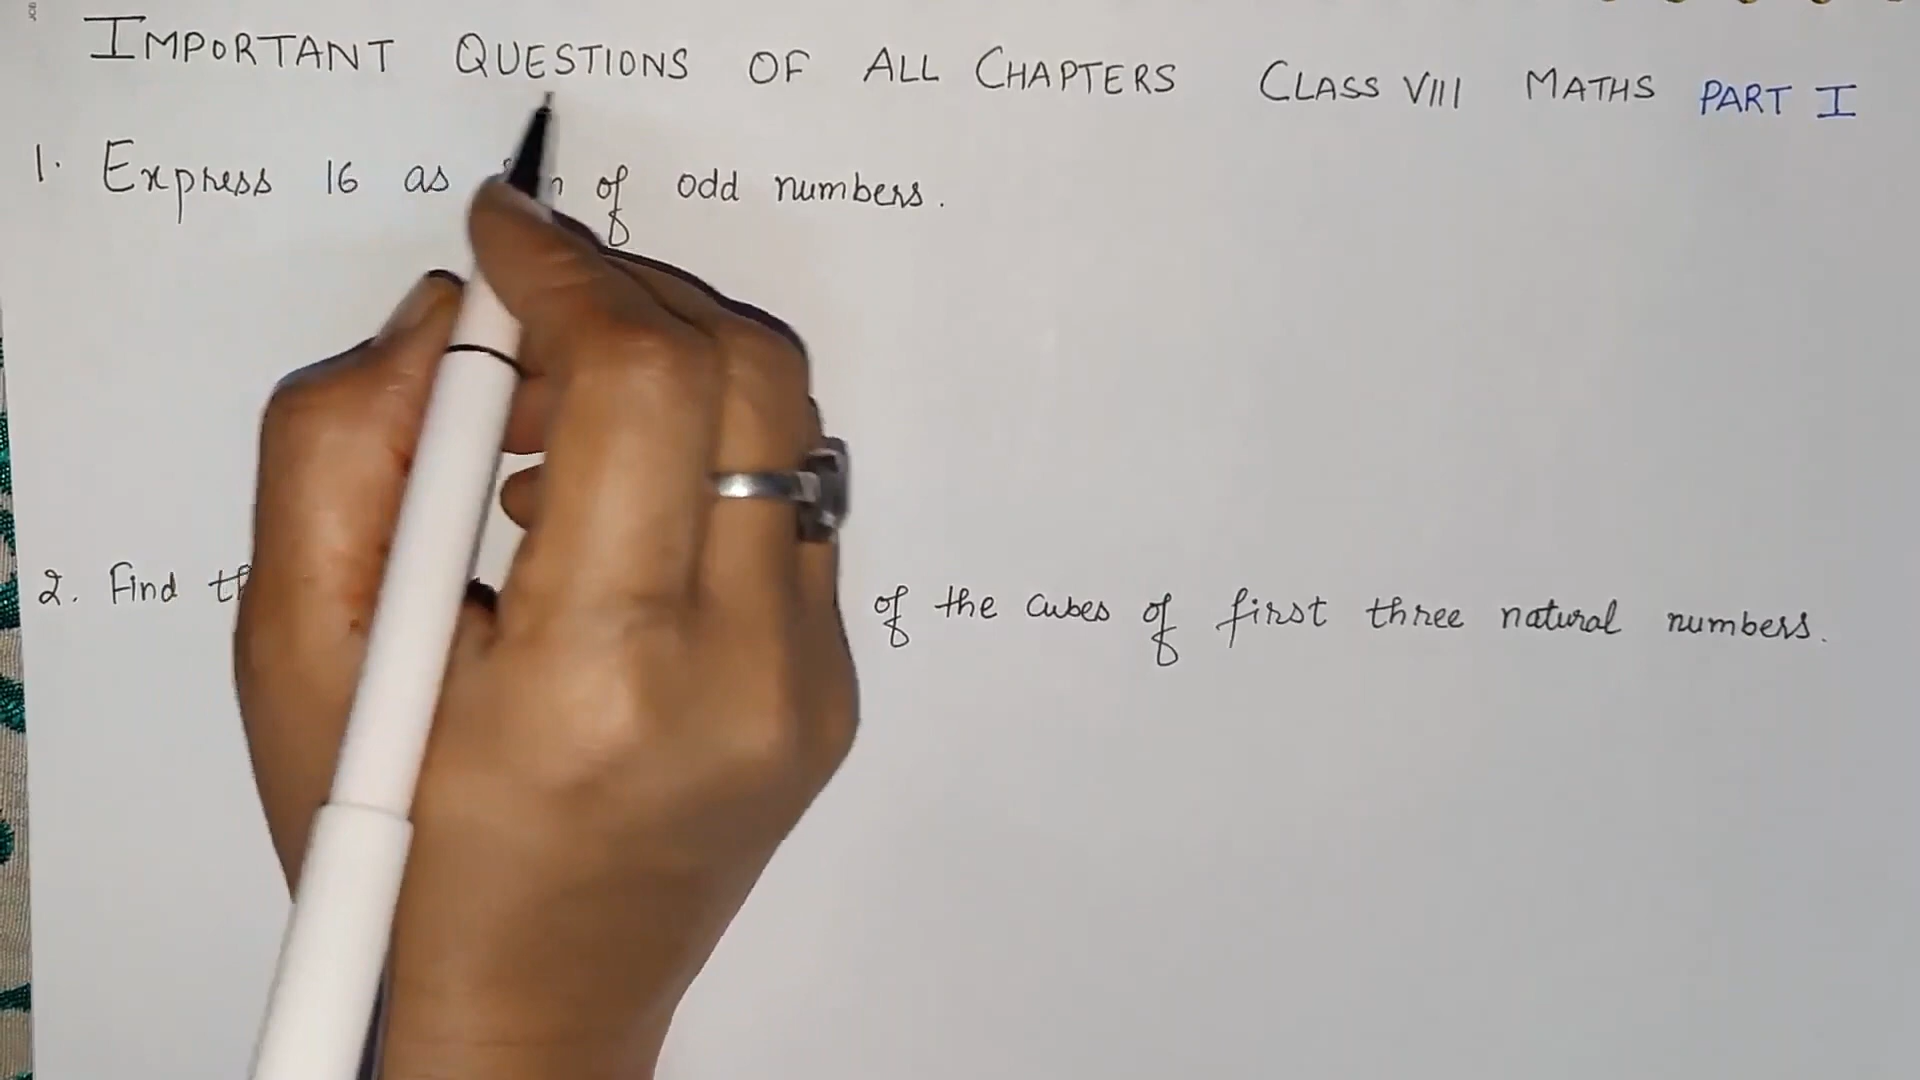 IMPORTANT QUESTIONS OF ALL CHAPTERS CLASS VIII MATHS PART I
1. Express 16 as of odd numbers.
2. Find of the cubes of first three natural numbers.